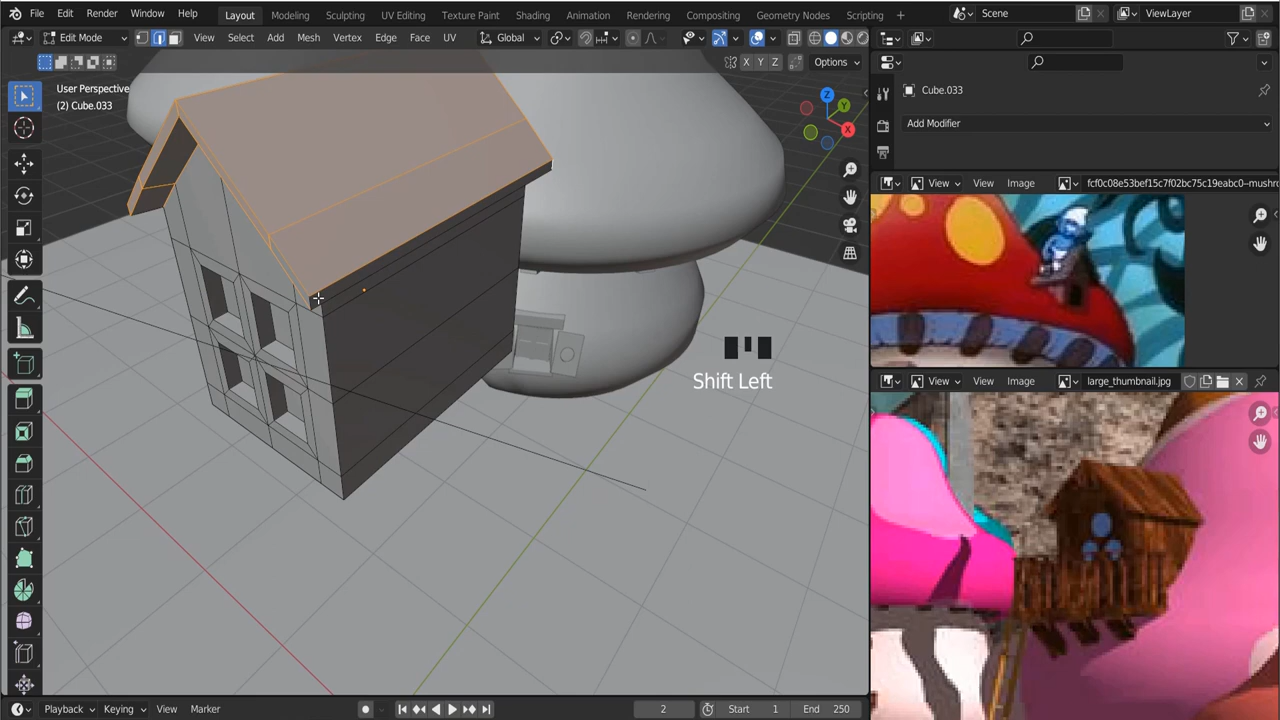 File Edit Render Window Help Layout Modeling Sculpting UV Editing Texture Paint Shading Animation Rendering Compositing Geometry Nodes Scripting + Scene ViewLayer
Edit Mode View Select Add Mesh Vertex Edge Face UV Global
X Y Z Options
User Perspective
(2) Cube.033
Z Y X
Cube.033
Add Modifier
View View Image fcf0c08e53bef15c7f02bc75c19eabc0–mushro
Shift Left
View View Image large_thumbnail.jpg
Playback Keying View Marker 2 Start 1 End 250